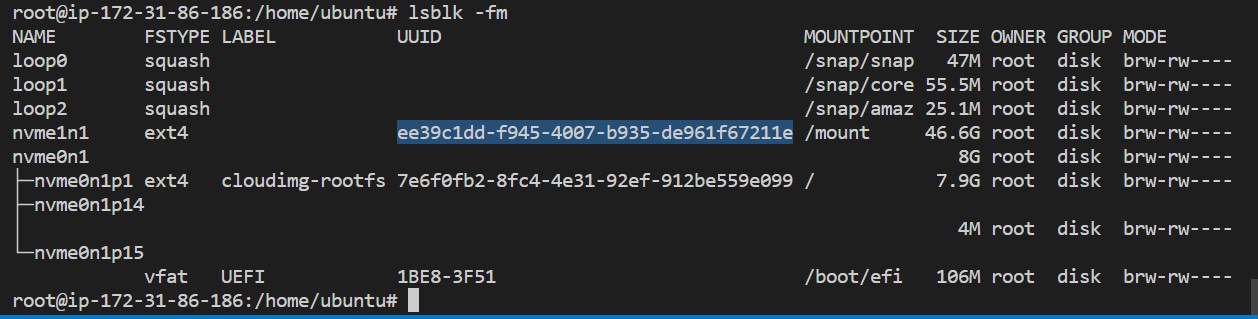 root@ip-172-31-86-186:/home/ubuntu# lsblk -fm
NAME FSTYPE LABEL UUID MOUNTPOINT SIZE OWNER GROUP MODE
loop0 squash /snap/snap 47M root disk brw-rw----
loop1 squash /snap/core 55.5M root disk brw-rw----
loop2 squash /snap/amaz 25.1M root disk brw-rw----
nvme1n1 ext4 ee39c1dd-f945-4007-b935-de961f67211e /mount 46.6G root disk brw-rw----
nvme0n1 8G root disk brw-rw----
├─nvme0n1p1 ext4 cloudimg-rootfs 7e6f0fb2-8fc4-4e31-92ef-912be559e099 / 7.9G root disk brw-rw----
├─nvme0n1p14
│ 4M root disk brw-rw----
└─nvme0n1p15
vfat UEFI 1BE8-3F51 /boot/efi 106M root disk brw-rw----
root@ip-172-31-86-186:/home/ubuntu#